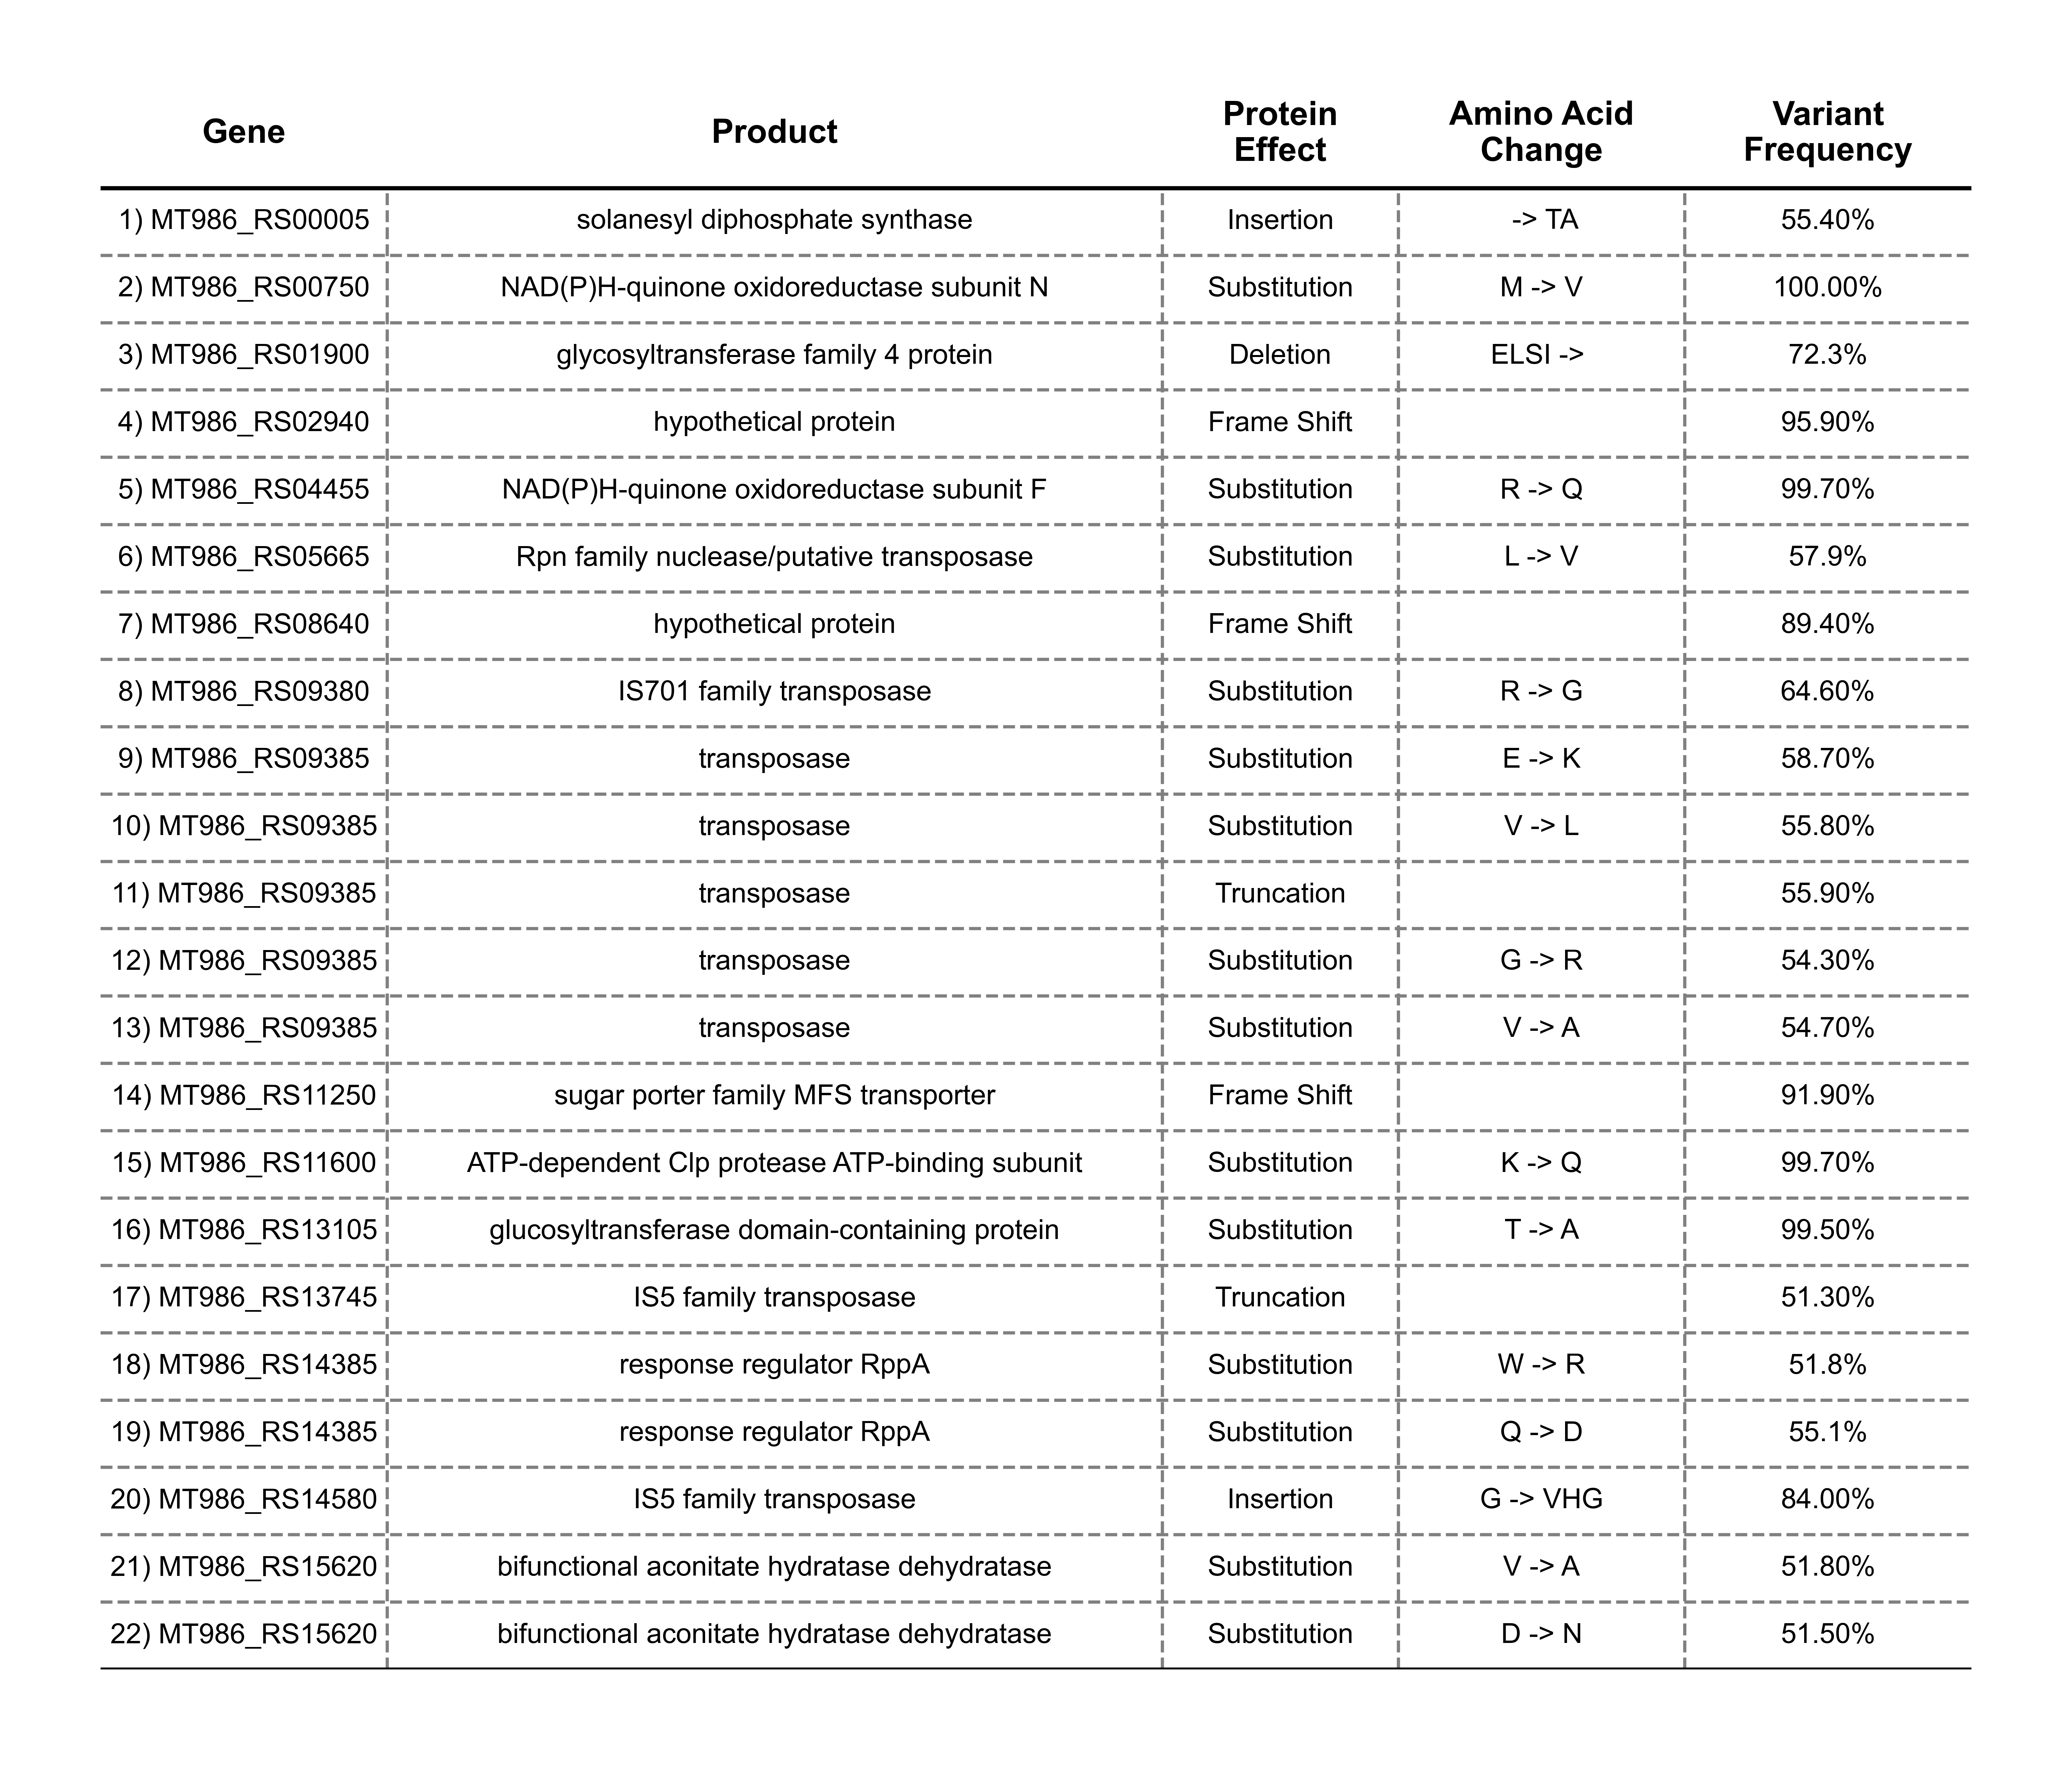 Gene Product Protein Effect Amino Acid Change Variant Frequency
1) MT986_RS00005 solanesyl diphosphate synthase Insertion -> TA 55.40%
2) MT986_RS00750 NAD(P)H-quinone oxidoreductase subunit N Substitution M -> V 100.00%
3) MT986_RS01900 glycosyltransferase family 4 protein Deletion ELSI -> 72.3%
4) MT986_RS02940 hypothetical protein Frame Shift 95.90%
5) MT986_RS04455 NAD(P)H-quinone oxidoreductase subunit F Substitution R -> Q 99.70%
6) MT986_RS05665 Rpn family nuclease/putative transposase Substitution L -> V 57.9%
7) MT986_RS08640 hypothetical protein Frame Shift 89.40%
8) MT986_RS09380 IS701 family transposase Substitution R -> G 64.60%
9) MT986_RS09385 transposase Substitution E -> K 58.70%
10) MT986_RS09385 transposase Substitution V -> L 55.80%
11) MT986_RS09385 transposase Truncation 55.90%
12) MT986_RS09385 transposase Substitution G -> R 54.30%
13) MT986_RS09385 transposase Substitution V -> A 54.70%
14) MT986_RS11250 sugar porter family MFS transporter Frame Shift 91.90%
15) MT986_RS11600 ATP-dependent Clp protease ATP-binding subunit Substitution K -> Q 99.70%
16) MT986_RS13105 glucosyltransferase domain-containing protein Substitution T -> A 99.50%
17) MT986_RS13745 IS5 family transposase Truncation 51.30%
18) MT986_RS14385 response regulator RppA Substitution W -> R 51.8%
19) MT986_RS14385 response regulator RppA Substitution Q -> D 55.1%
20) MT986_RS14580 IS5 family transposase Insertion G -> VHG 84.00%
21) MT986_RS15620 bifunctional aconitate hydratase dehydratase Substitution V -> A 51.80%
22) MT986_RS15620 bifunctional aconitate hydratase dehydratase Substitution D -> N 51.50%